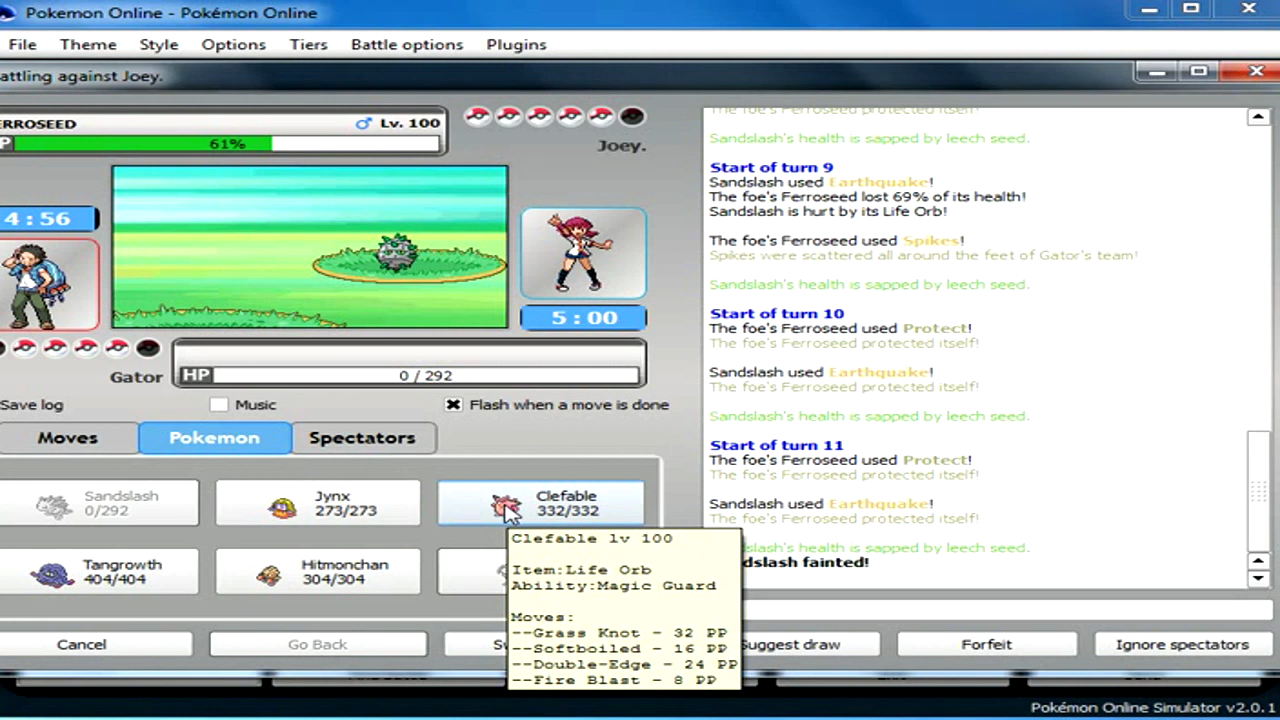 Pokemon Online - Pokémon Online
File Theme Style Options Tiers Battle options Plugins
attling against Joey.
ERROSEED Lv. 100
P 61%
Joey.
4:56
5:00
Gator
HP 0 / 292
Save log Music Flash when a move is done
Moves Pokemon Spectators
Sandslash
0/292
Jynx
273/273
Clefable
332/332
Tangrowth
404/404
Hitmonchan
304/304
Clefable lv 100
Item:Life Orb
Ability:Magic Guard
Moves:
--Grass Knot - 32 PP
--Softboiled - 16 PP
--Double-Edge - 24 PP
--Fire Blast - 8 PP
Cancel Go Back Suggest draw Forfeit Ignore spectators
The foe's Ferroseed protected itself!
Sandslash's health is sapped by leech seed.
Start of turn 9
Sandslash used Earthquake!
The foe's Ferroseed lost 69% of its health!
Sandslash is hurt by its Life Orb!
The foe's Ferroseed used Spikes!
Spikes were scattered all around the feet of Gator's team!
Sandslash's health is sapped by leech seed.
Start of turn 10
The foe's Ferroseed used Protect!
The foe's Ferroseed protected itself!
Sandslash used Earthquake!
The foe's Ferroseed protected itself!
Sandslash's health is sapped by leech seed.
Start of turn 11
The foe's Ferroseed used Protect!
The foe's Ferroseed protected itself!
Sandslash used Earthquake!
The foe's Ferroseed protected itself!
dslash's health is sapped by leech seed.
dslash fainted!
Pokémon Online Simulator v2.0.1